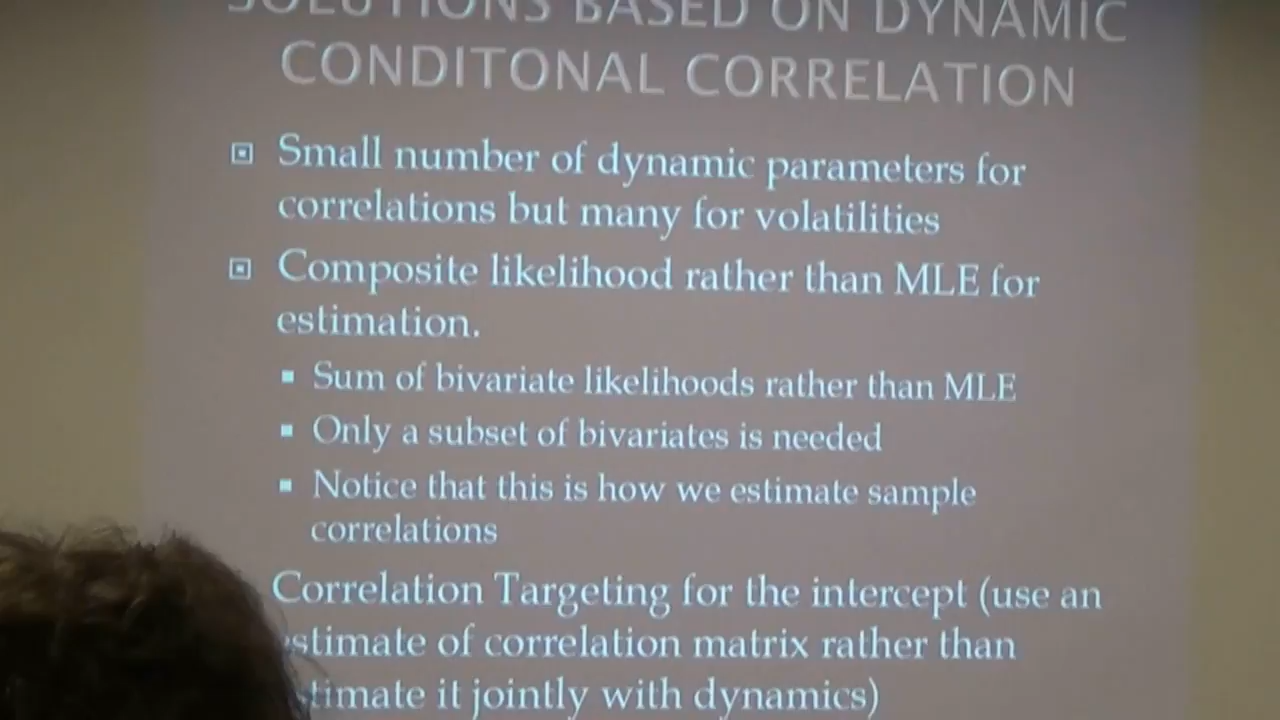 SOLUTIONS BASED ON DYNAMIC
CONDITONAL CORRELATION
Small number of dynamic parameters for
correlations but many for volatilities
Composite likelihood rather than MLE for
estimation.
Sum of bivariate likelihoods rather than MLE
Only a subset of bivariates is needed
Notice that this is how we estimate sample
correlations
Correlation Targeting for the intercept (use an
estimate of correlation matrix rather than
estimate it jointly with dynamics)